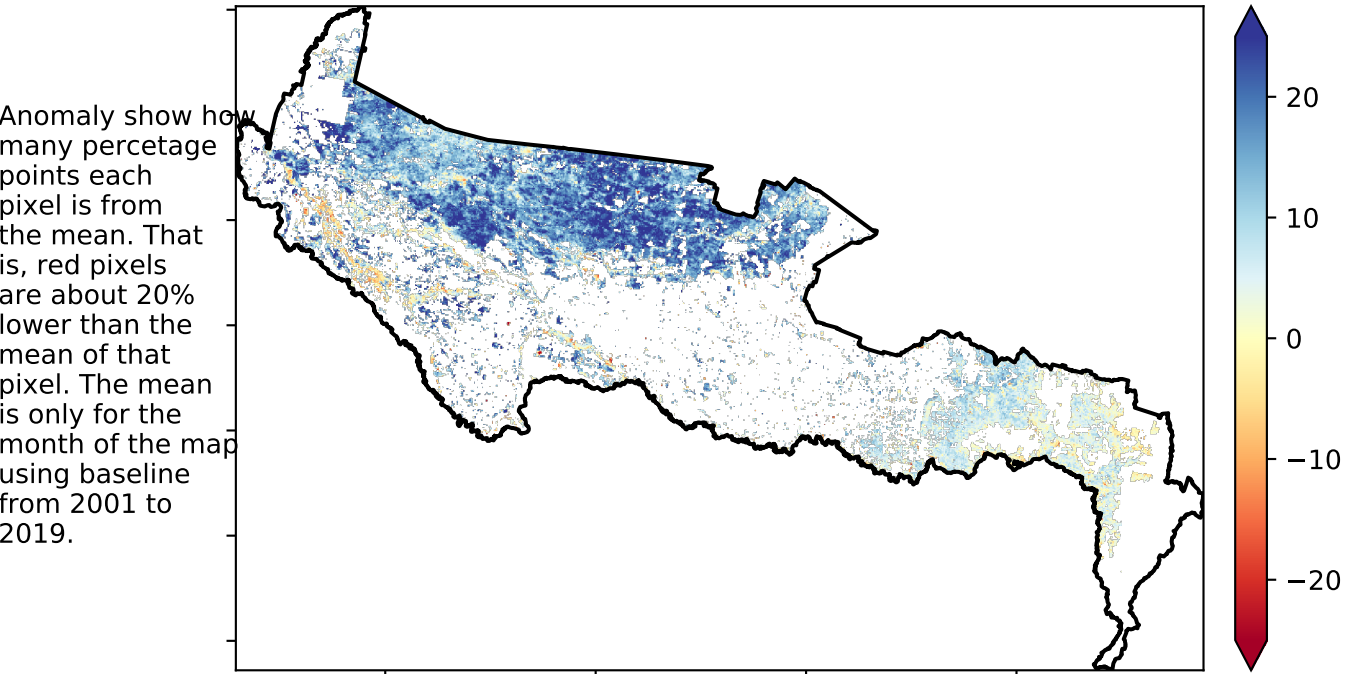 Anomaly show how
many percetage
points each
pixel is from
the mean. That
is, red pixels
are about 20%
lower than the
mean of that
pixel. The mean
is only for the
month of the map
using baseline
from 2001 to
2019.
20
10
0
−10
−20